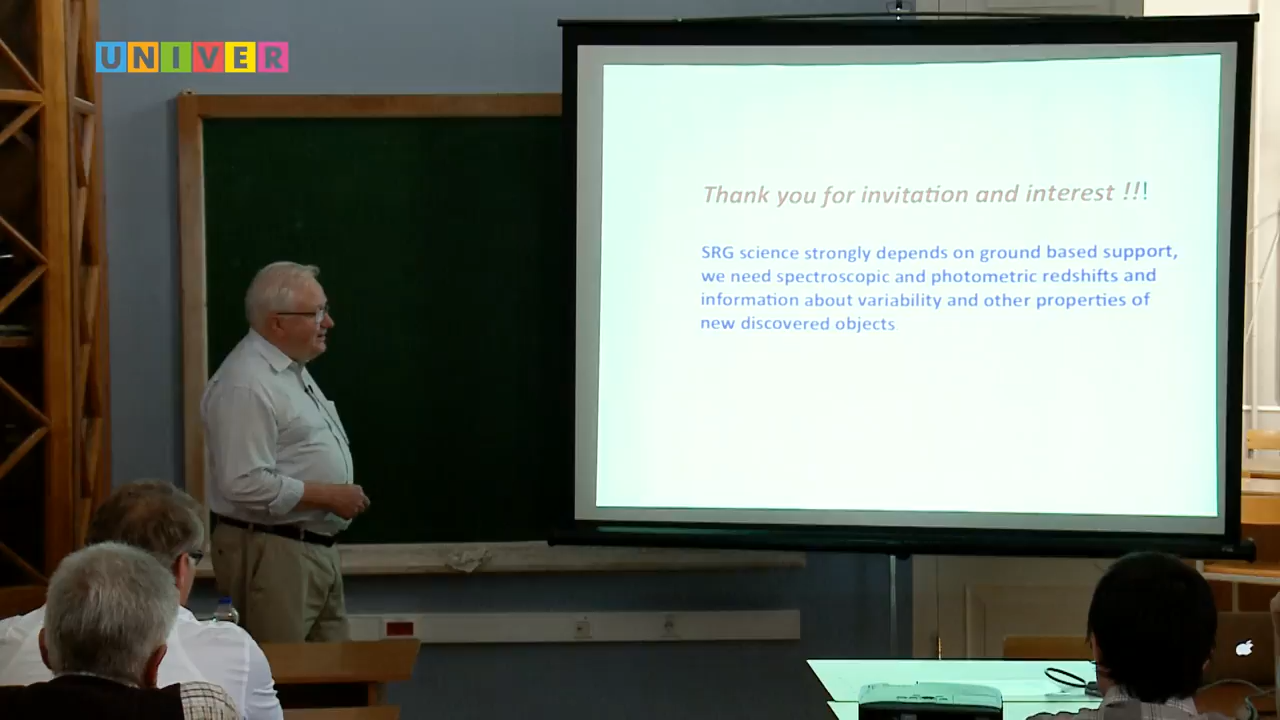 UNIVER
Thank you for invitation and interest !!!!
SRG science strongly depends on ground based support,
we need spectroscopic and photometric redshifts and
information about variability and other properties of
new discovered objects